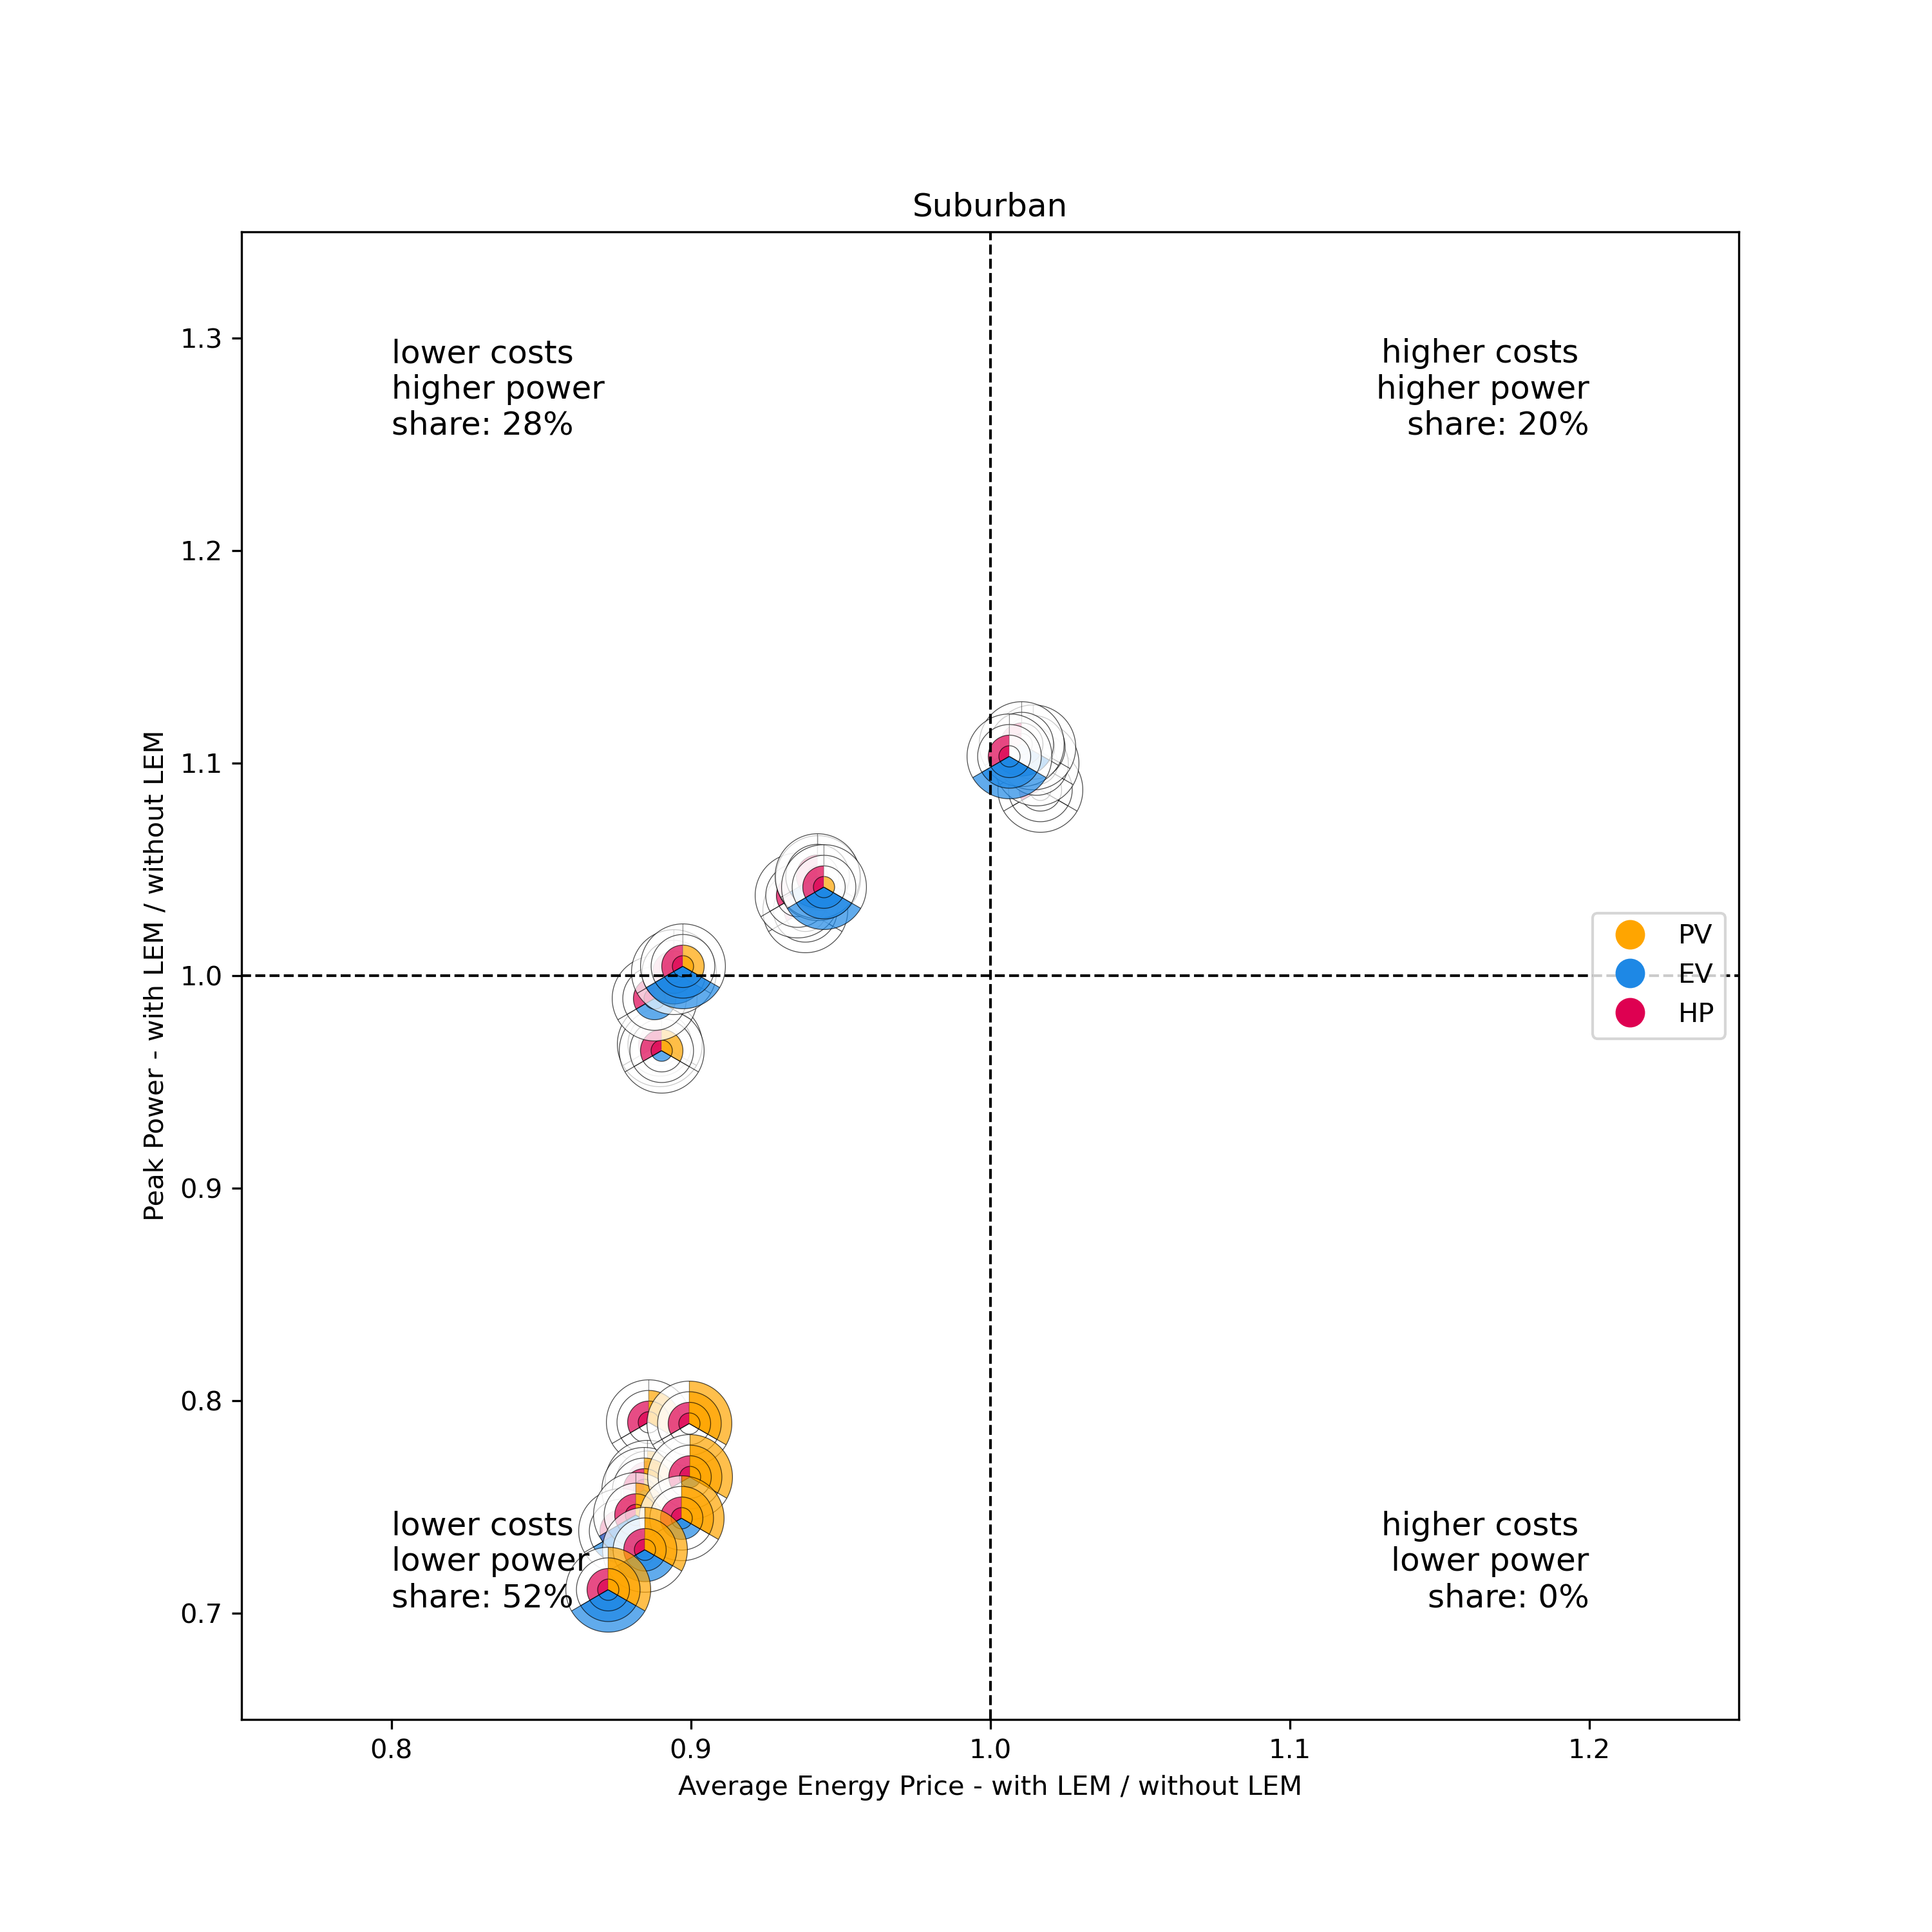 Suburban
1.3
1.2
1.1
1.0
0.9
0.8
0.7
Peak Power - with LEM / without LEM
lower costs
higher power
share: 28%
higher costs
higher power
share: 20%
PV
EV
HP
lower costs
lower power
share: 52%
higher costs
lower power
share: 0%
0.8
0.9
1.0
1.1
1.2
Average Energy Price - with LEM / without LEM